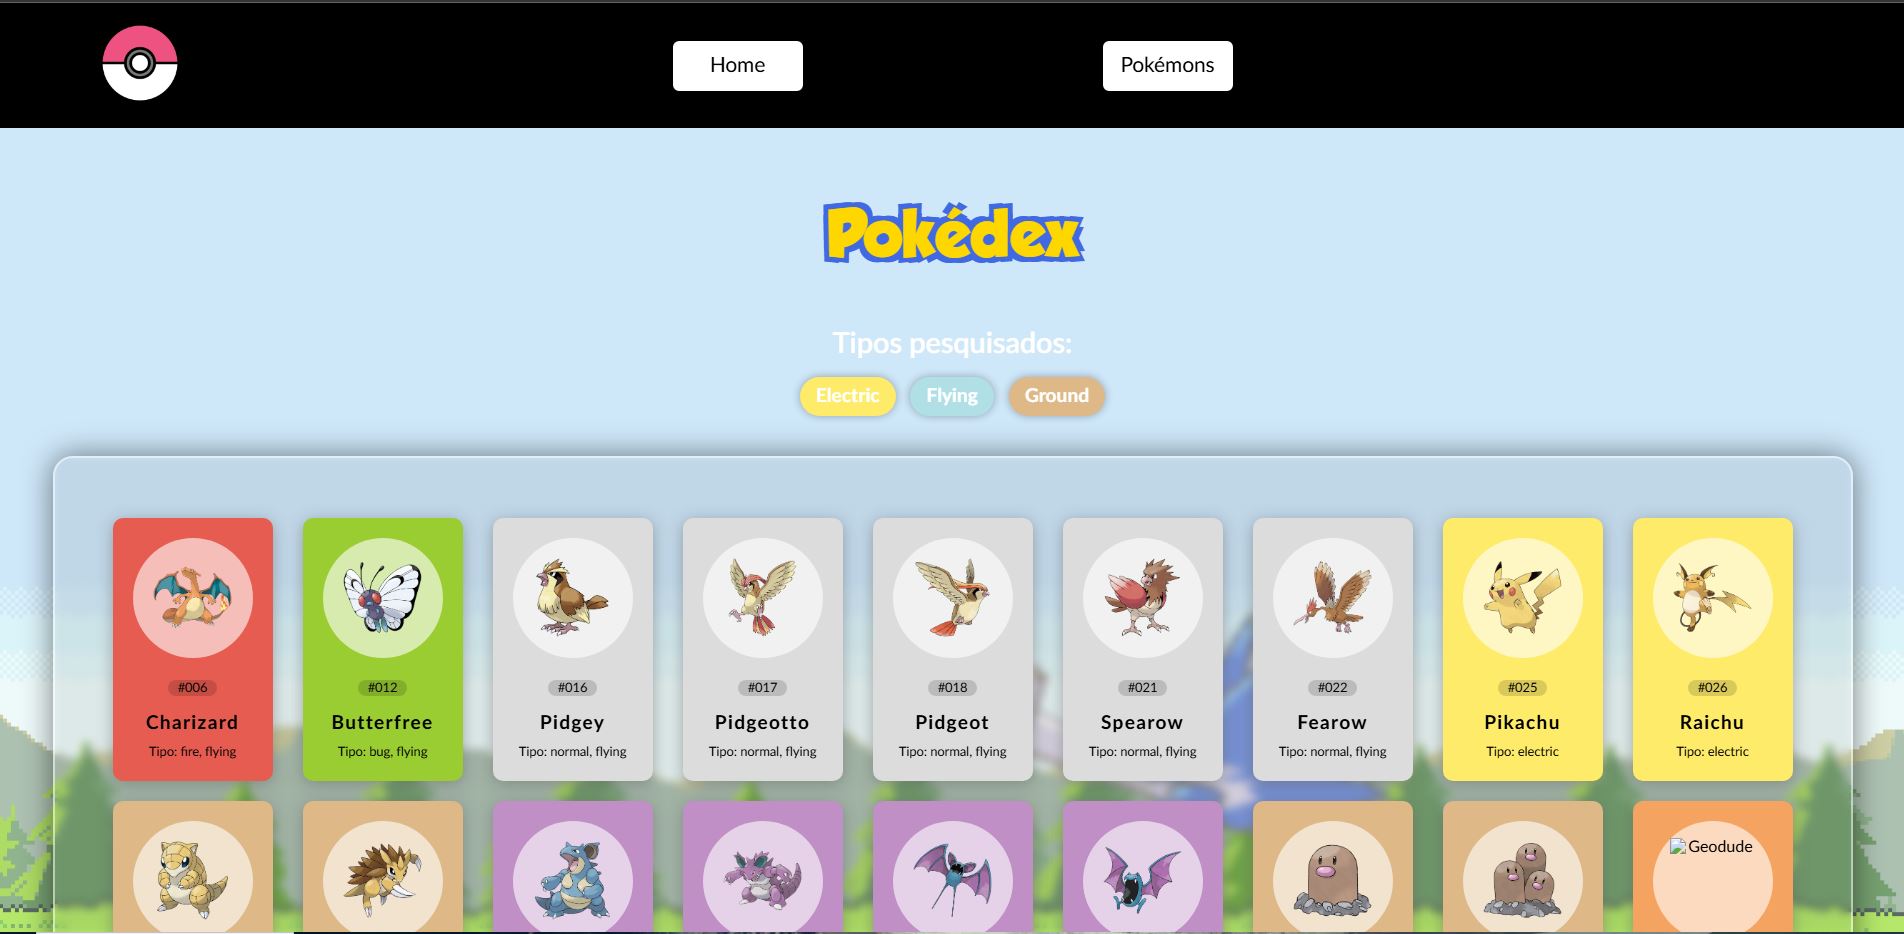 Home
Pokémons
Pokédex
Tipos pesquisados:
Electric
Flying
Ground
#006
Charizard
Tipo: fire, flying
#012
Butterfree
Tipo: bug, flying
#016
Pidgey
Tipo: normal, flying
#017
Pidgeotto
Tipo: normal, flying
#018
Pidgeot
Tipo: normal, flying
#021
Spearow
Tipo: normal, flying
#022
Fearow
Tipo: normal, flying
#025
Pikachu
Tipo: electric
#026
Raichu
Tipo: electric
Geodude